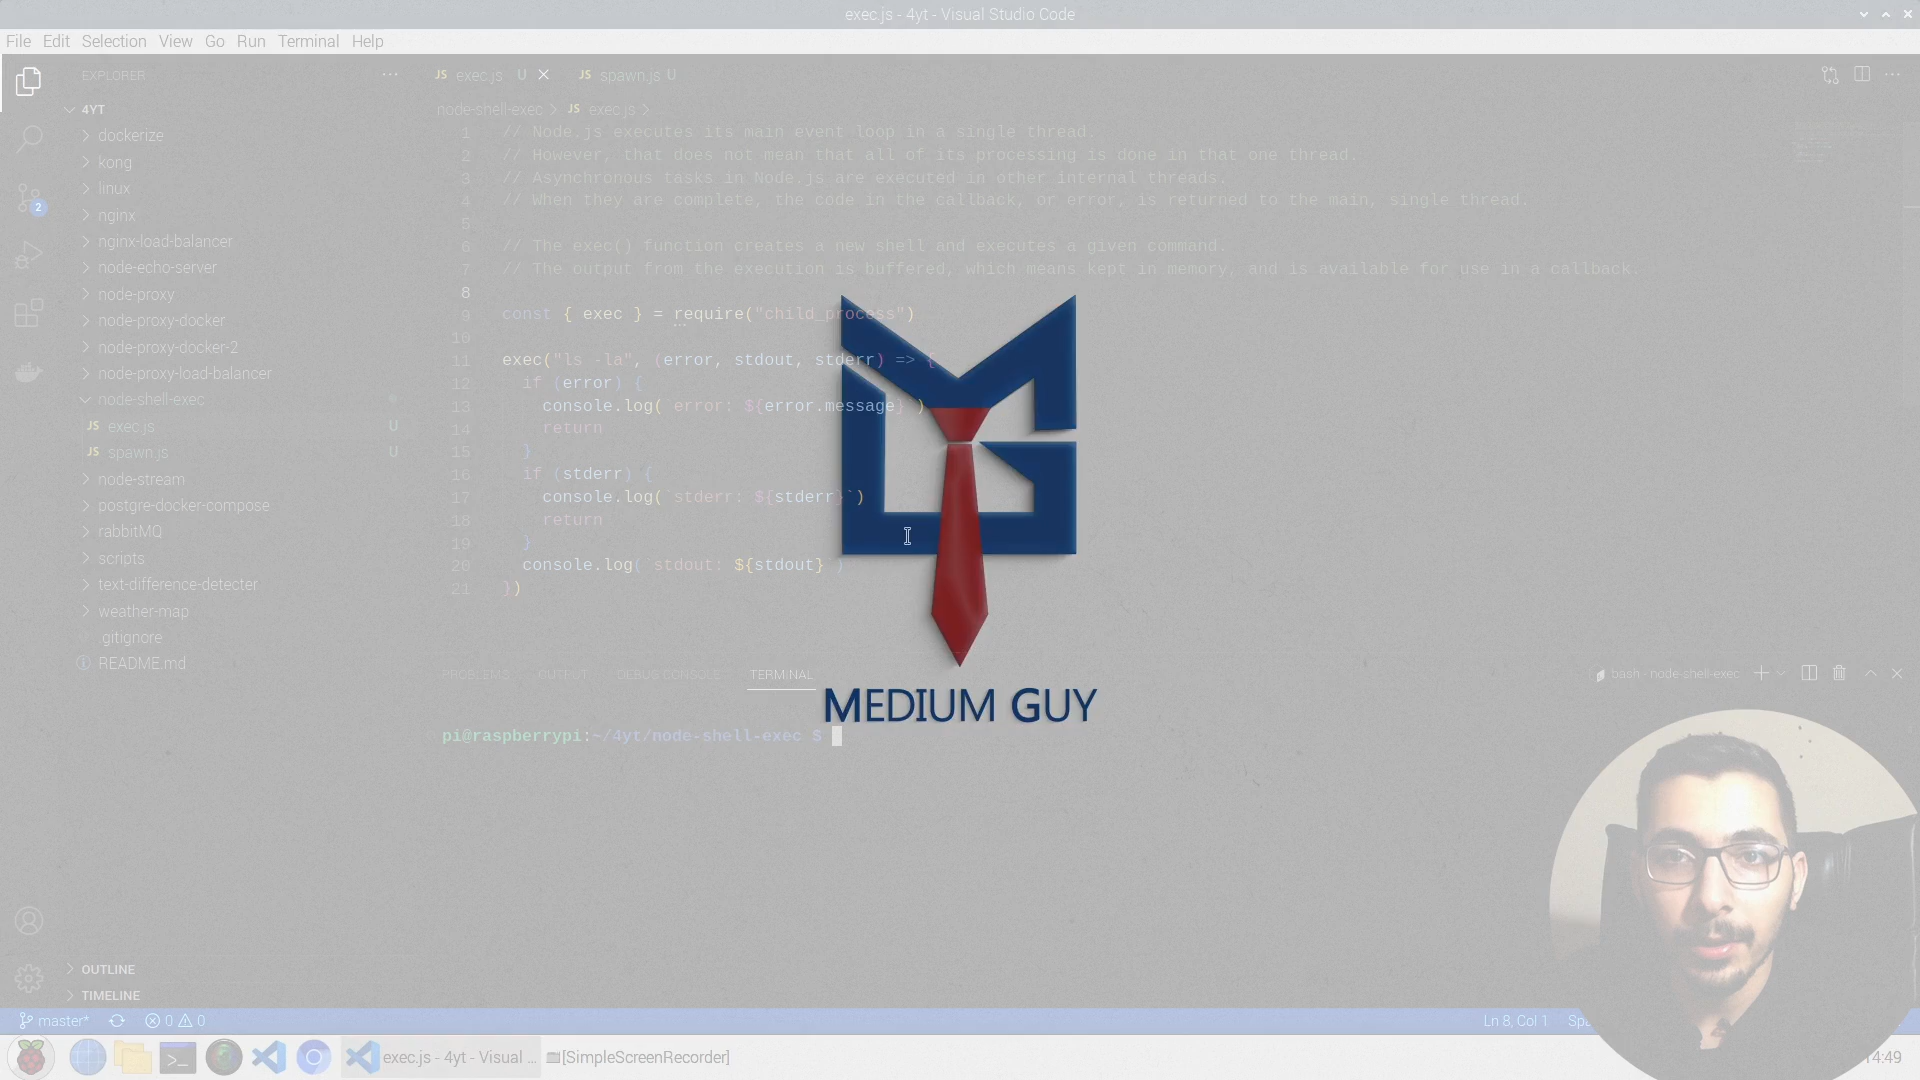 exec.js - 4yt - Visual Studio Code
File Edit Selection View Go Run Terminal Help
EXPLORER
4YT
dockerize
kong
linux
nginx
nginx-load-balancer
node-echo-server
node-proxy
node-proxy-docker
node-proxy-docker-2
node-proxy-load-balancer
node-shell-exec
JS exec.js U
JS spawn.js U
node-stream
postgre-docker-compose
rabbitMQ
scripts
text-difference-detecter
weather-map
.gitignore
README.md
OUTLINE
TIMELINE
2
JS exec.js U JS spawn.js U
node-shell-exec > JS exec.js > ...
1 // Node.js executes its main event loop in a single thread.
2 // However, that does not mean that all of its processing is done in that one thread.
3 // Asynchronous tasks in Node.js are executed in other internal threads.
4 // When they are complete, the code in the callback, or error, is returned to the main, single thread.
5
6 // The exec() function creates a new shell and executes a given command.
7 // The output from the execution is buffered, which means kept in memory, and is available for use in a callback.
8
9 const { exec } = require("child_process")
10
11 exec("ls -la", (error, stdout, stderr) => {
12 if (error) {
13 console.log(`error: ${error.message}`)
14 return
15 }
16 if (stderr) {
17 console.log(`stderr: ${stderr}`)
18 return
19 }
20 console.log(`stdout: ${stdout}`)
21 })
PROBLEMS OUTPUT DEBUG CONSOLE TERMINAL
bash - node-shell-exec
MEDIUM GUY
pi@raspberrypi:~/4yt/node-shell-exec $
master* 0 0
Ln 8, Col 1
exec.js - 4yt - Visual ...
[SimpleScreenRecorder]
14:49